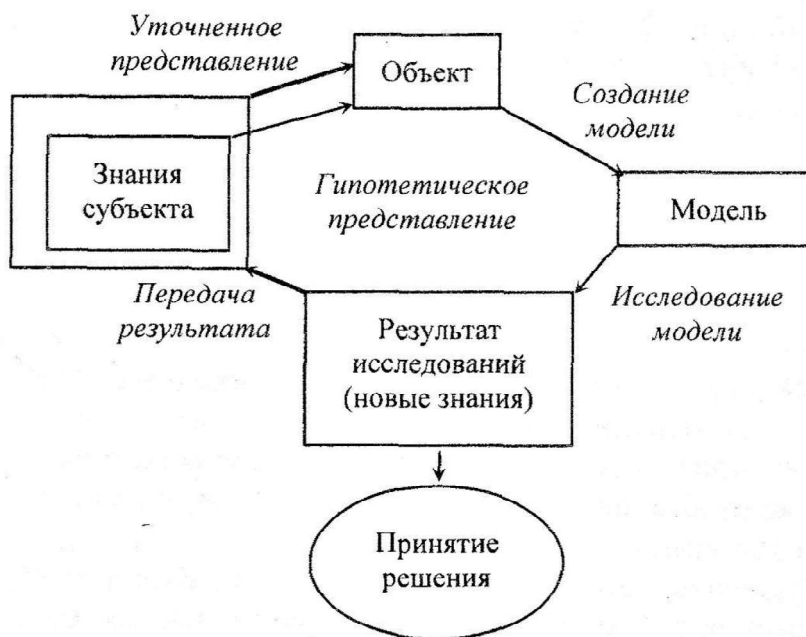 Уточненное
представление
Объект
Создание
модели
Знания
субъекта
Гипотетическое
представление
Модель
Передача
результата
Исследование
модели
Результат
исследований
(новые знания)
Принятие
решения